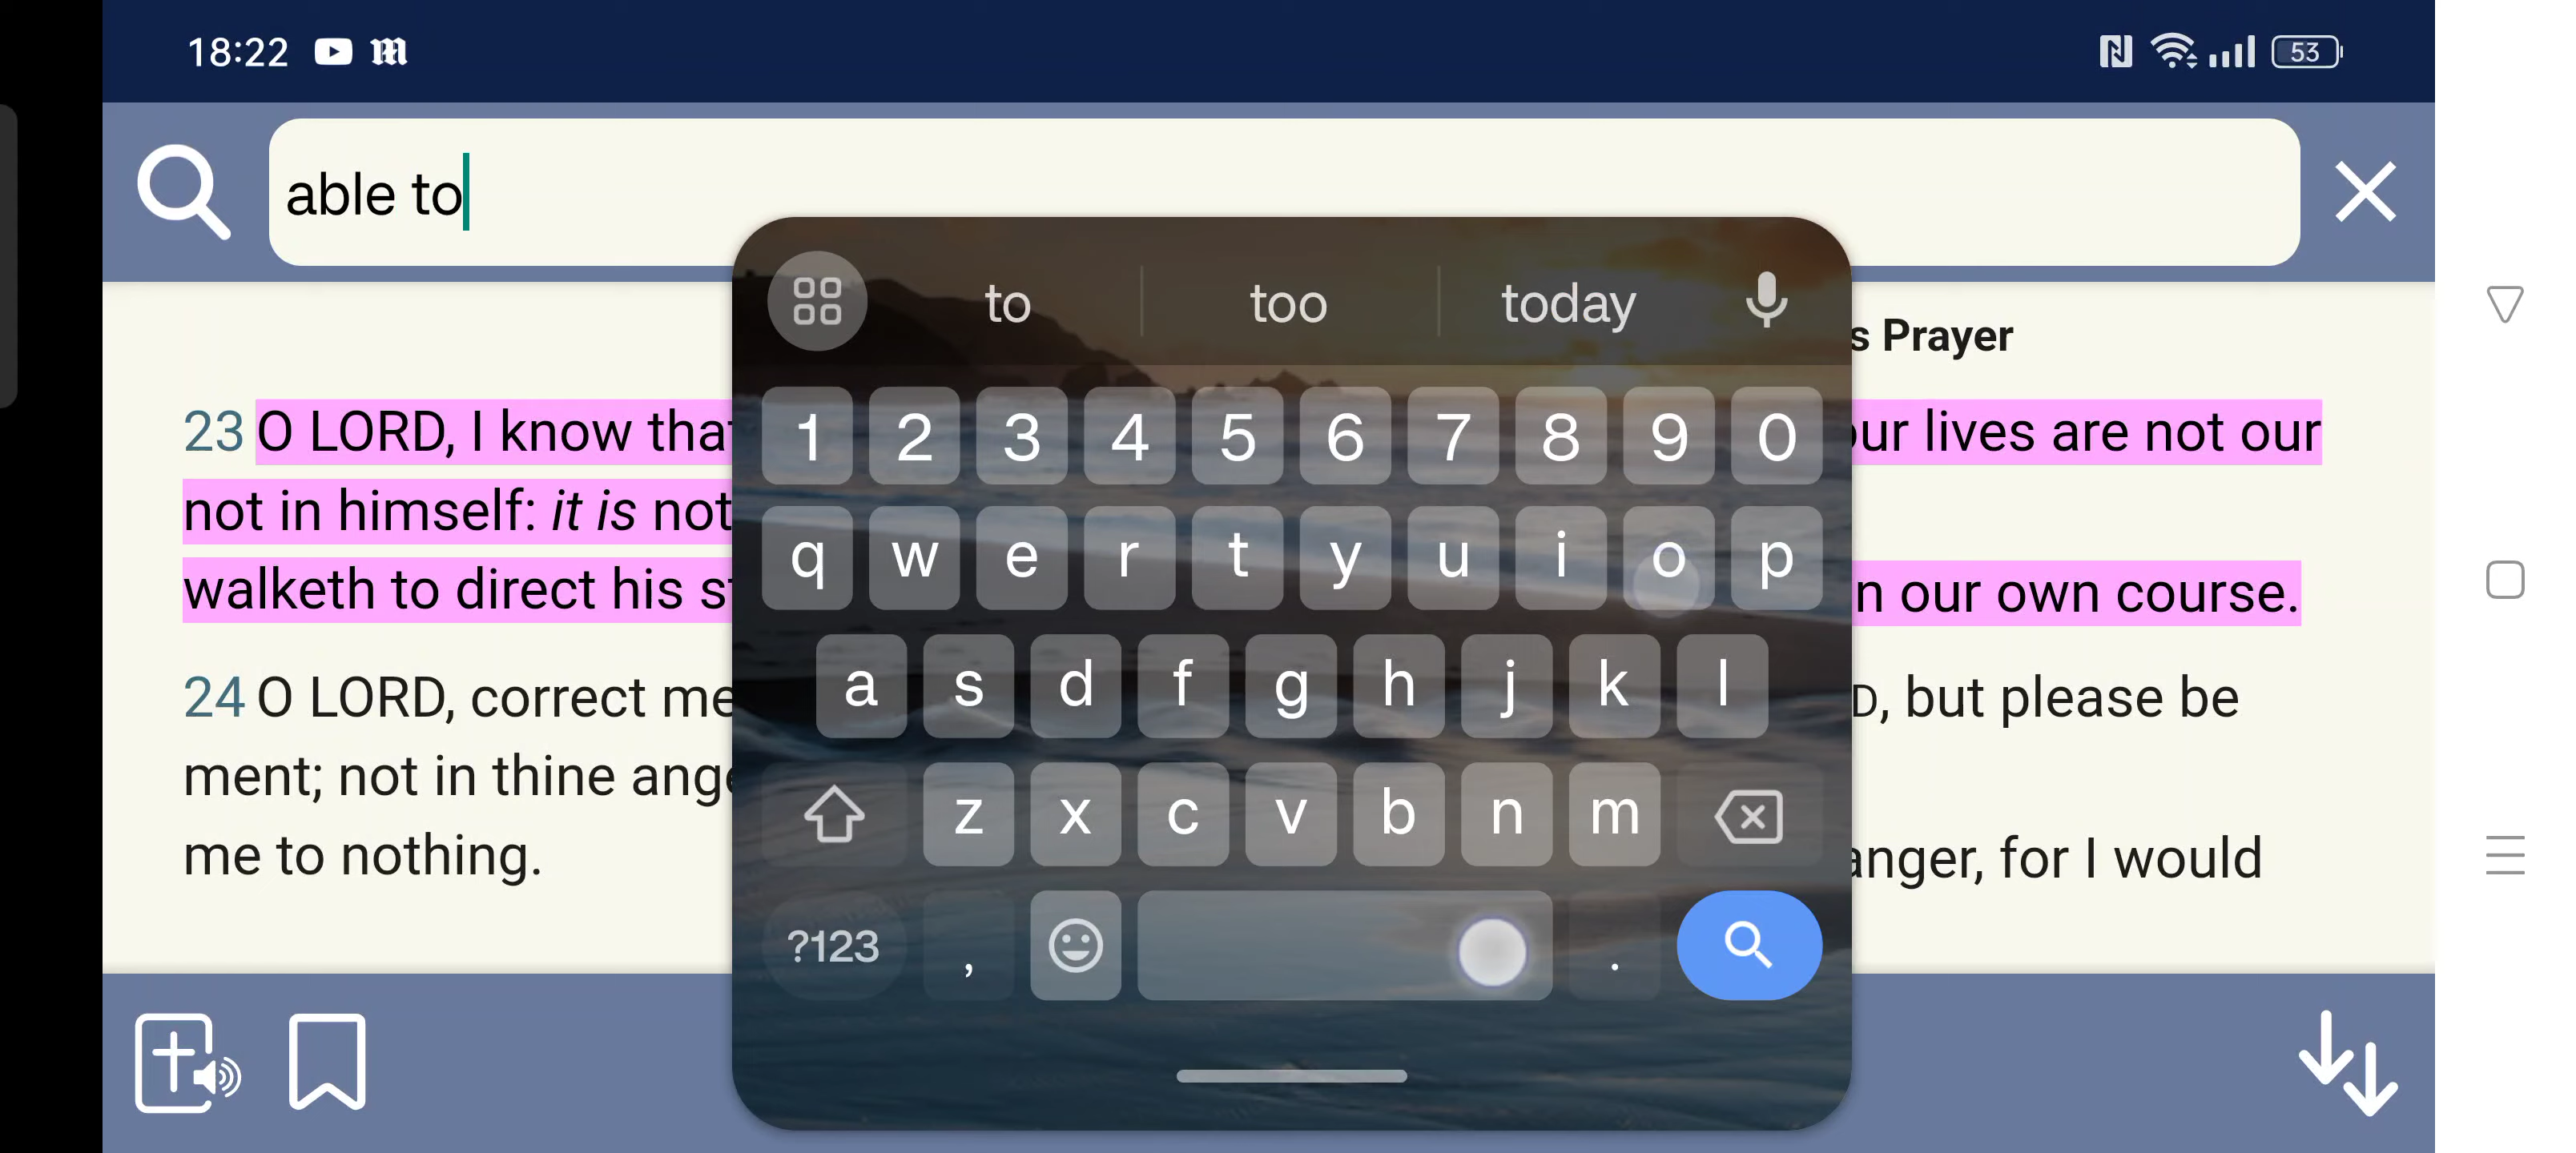 18:22
53
able to
to too today
s Prayer
23 O LORD, I know that
not in himself: it is not
walketh to direct his
our lives are not our
n our own course.
24 O LORD, correct me
ment; not in thine
me to nothing.
D, but please be
anger, for I would
1 2 3 4 5 6 7 8 9 0
q w e r t y u i o p
a s d f g h j k l
z x c v b n m
?123 , .